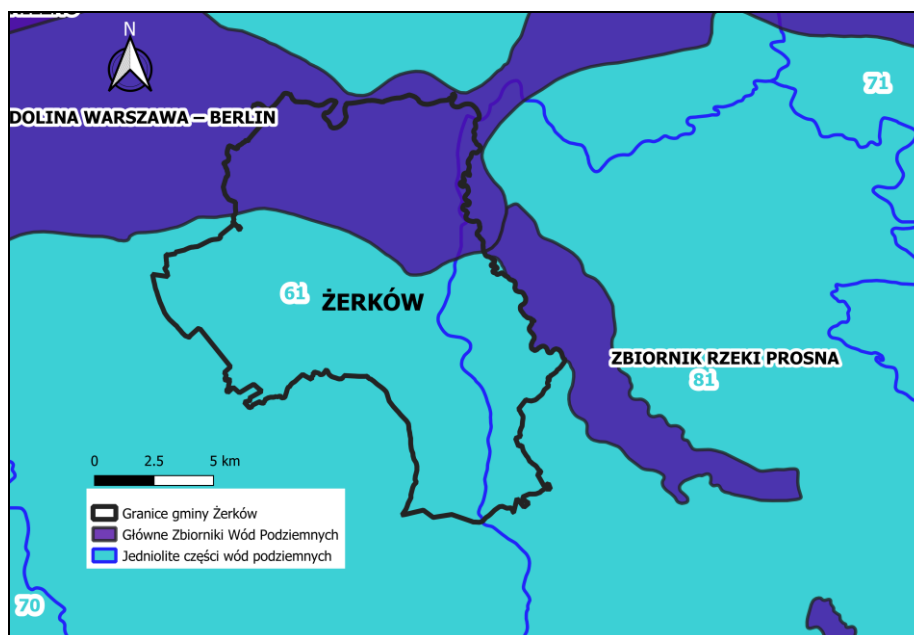 N
71
DOLINA WARSZAWA – BERLIN
61
ŻERKÓW
ZBIORNIK RZEKI PROSNA
81
0 2.5 5 km
Granice gminy Żerków
Główne Zbiorniki Wód Podziemnych
Jedniolite części wód podziemnych
70